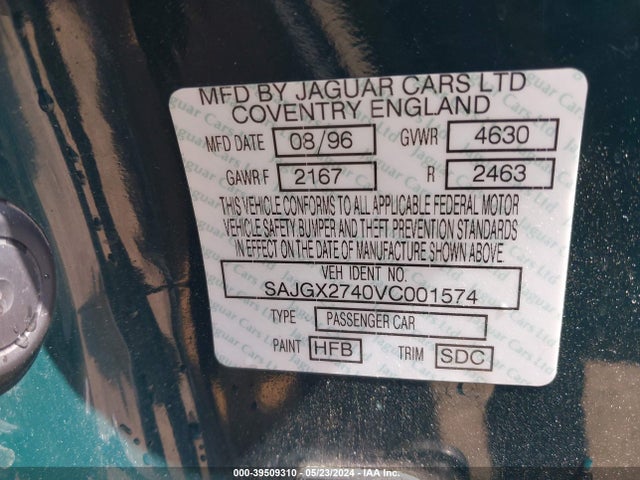 MFD BY JAGUAR CARS LTD
COVENTRY ENGLAND
MFD DATE 08/96 GVWR 4630
GAWR F 2167 R 2463
THIS VEHICLE CONFORMS TO ALL APPLICABLE FEDERAL MOTOR
VEHICLE SAFETY, BUMPER AND THEFT PREVENTION STANDARDS
IN EFFECT ON THE DATE OF MANUFACTURE SHOWN ABOVE.
VEH IDENT NO.
SAJGX2740VC001574
TYPE PASSENGER CAR
PAINT HFB TRIM SDC
000-39509310 - 05/23/2024 - IAA Inc.